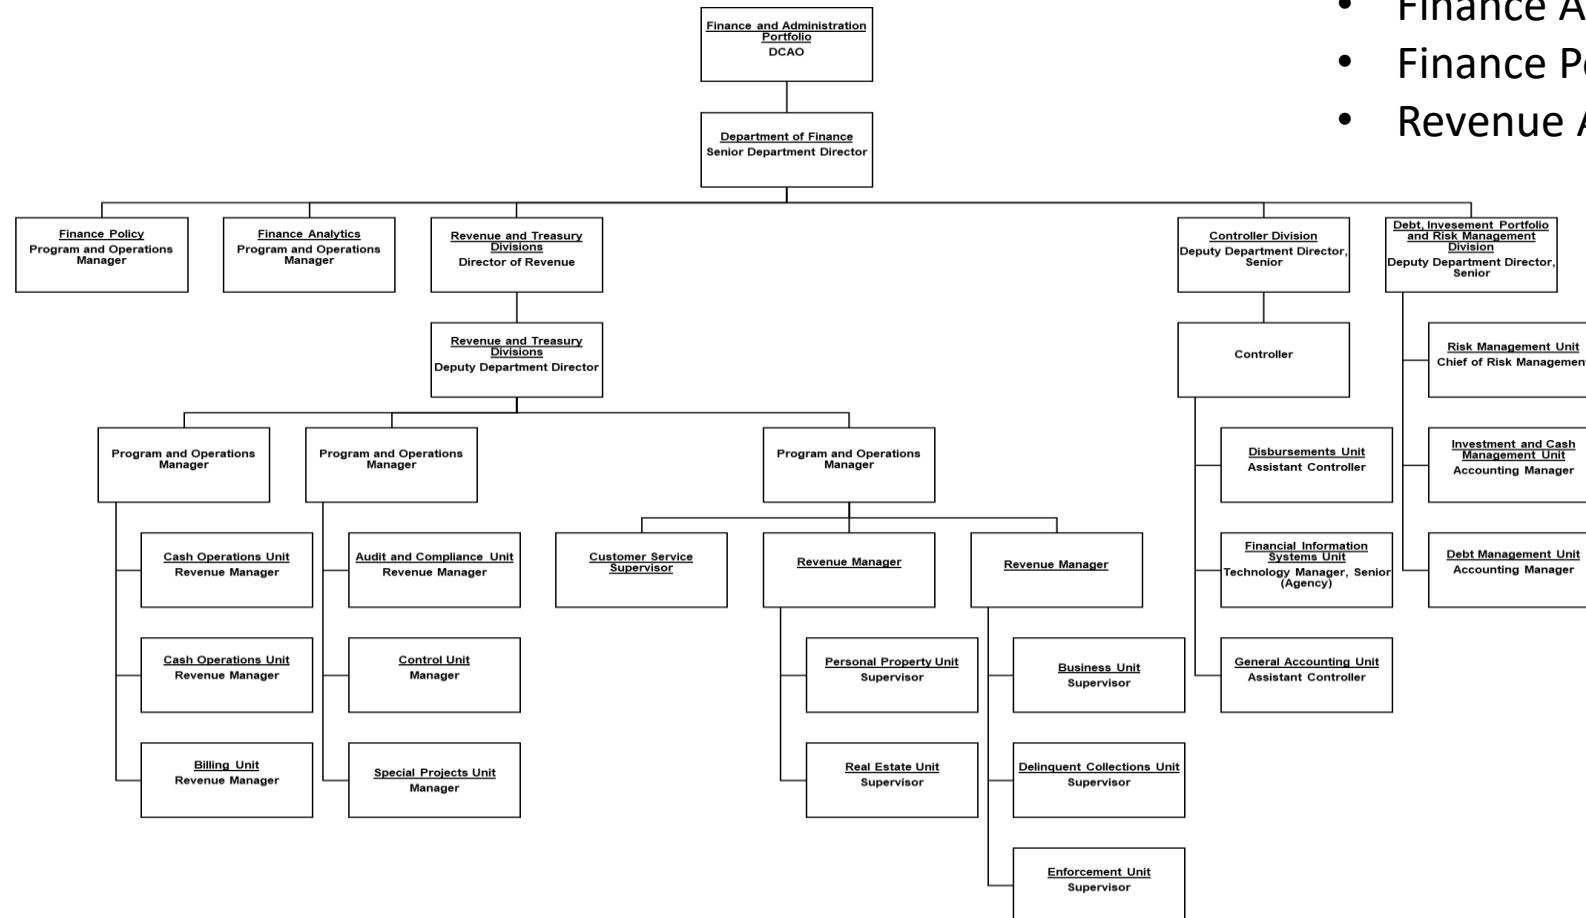 • Finance A
• Finance P
• Revenue A
Finance and Administration
Portfolio
DCAO
Department of Finance
Senior Department Director
Finance Policy
Program and Operations
Manager
Finance Analytics
Program and Operations
Manager
Revenue and Treasury
Divisions
Director of Revenue
Controller Division
Deputy Department Director,
Senior
Debt, Invesement Portfolio
and Risk Management
Division
Deputy Department Director,
Senior
Revenue and Treasury
Divisions
Deputy Department Director
Controller
Risk Management Unit
Chief of Risk Management
Program and Operations
Manager
Program and Operations
Manager
Program and Operations
Manager
Disbursements Unit
Assistant Controller
Investment and Cash
Management Unit
Accounting Manager
Cash Operations Unit
Revenue Manager
Audit and Compliance Unit
Revenue Manager
Customer Service
Supervisor
Revenue Manager
Revenue Manager
Financial Information
Systems Unit
Technology Manager, Senior
(Agency)
Debt Management Unit
Accounting Manager
Cash Operations Unit
Revenue Manager
Control Unit
Manager
Personal Property Unit
Supervisor
Business Unit
Supervisor
General Accounting Unit
Assistant Controller
Billing Unit
Revenue Manager
Special Projects Unit
Manager
Real Estate Unit
Supervisor
Delinquent Collections Unit
Supervisor
Enforcement Unit
Supervisor